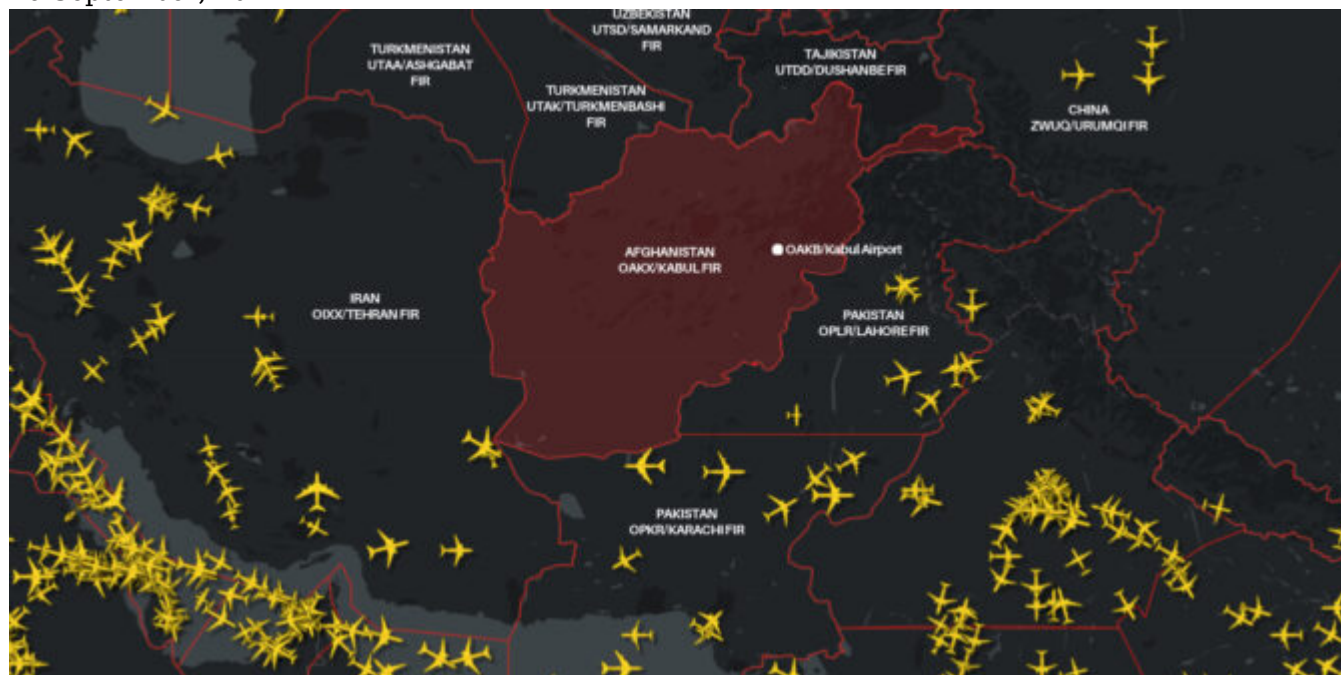 UZBEKISTAN
UTSD/SAMARKAND
FIR
TURKMENISTAN
UTAA/ASHGABAT
FIR
TAJIKISTAN
UTDD/DUSHANBE FIR
TURKMENISTAN
UTAK/TURKMENBASHI
FIR
CHINA
ZWUQ/URUMQI FIR
AFGHANISTAN
OAKX/KABUL FIR
OAKB/Kabul Airport
IRAN
OIXX/TEHRAN FIR
PAKISTAN
OPLR/LAHORE FIR
PAKISTAN
OPKR/KARACHI FIR